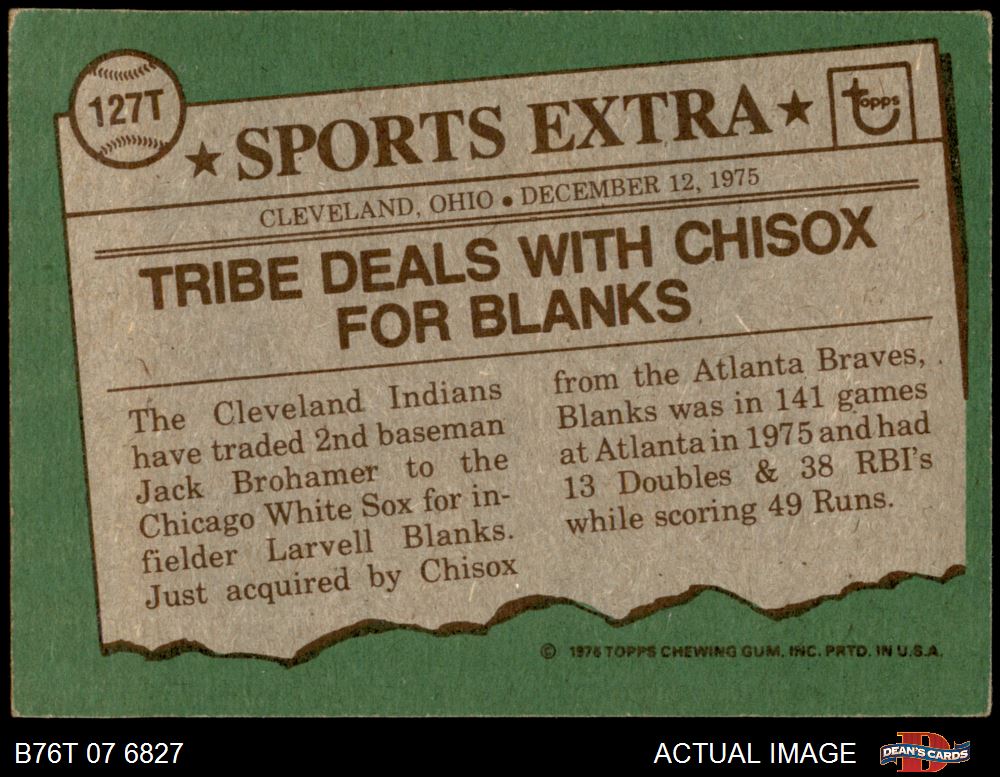 127T
★ SPORTS EXTRA ★
topps
CLEVELAND, OHIO • DECEMBER 12, 1975
TRIBE DEALS WITH CHISOX
FOR BLANKS
The Cleveland Indians
have traded 2nd baseman
Jack Brohamer to the
Chicago White Sox for in-
fielder Larvell Blanks.
Just acquired by Chisox
from the Atlanta Braves,
Blanks was in 141 games
at Atlanta in 1975 and had
13 Doubles & 38 RBI's
while scoring 49 Runs.
© 1976 TOPPS CHEWING GUM, INC. PRTD. IN U.S.A.
B76T 07 6827
ACTUAL IMAGE
D
DEAN'S CARDS